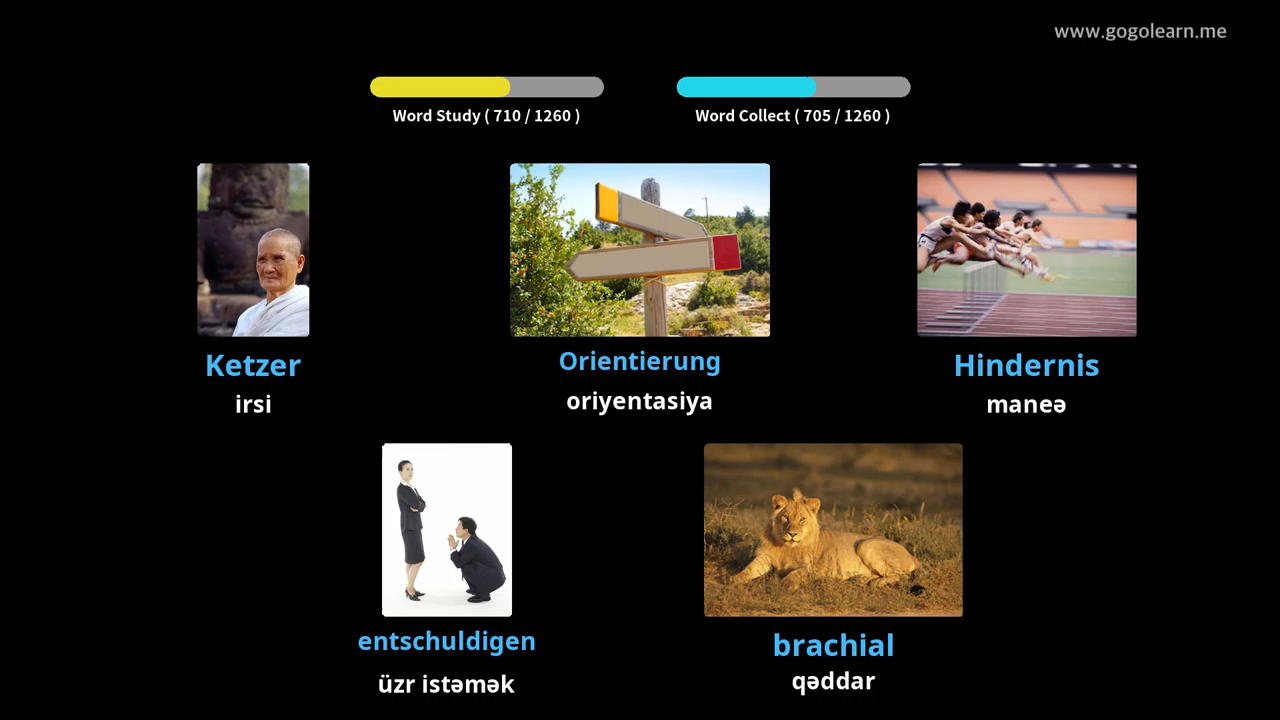 www.gogolearn.me
Word Study ( 710 / 1260 )
Word Collect ( 705 / 1260 )
Ketzer
irsi
Orientierung
oriyentasiya
Hindernis
maneə
entschuldigen
üzr istəmək
brachial
qəddar